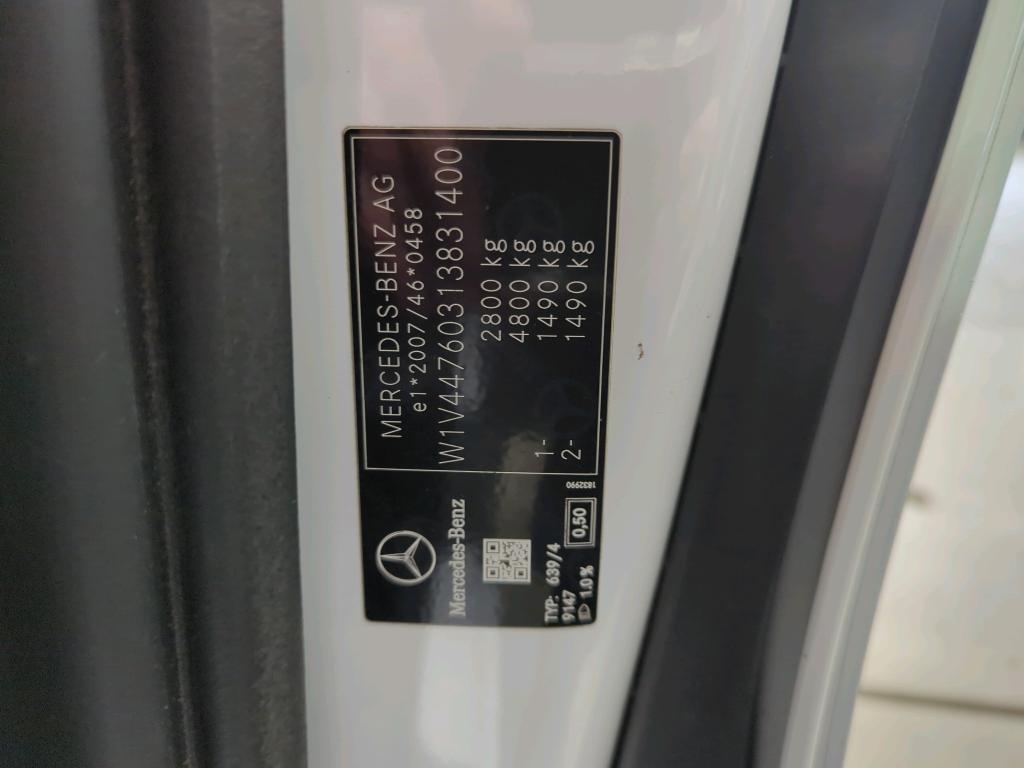 MERCEDES-BENZ AG
e1*2007/46*0458
W1V44760313831400
2800 kg
4800 kg
1- 1490 kg
2- 1490 kg
Mercedes-Benz
TYP: 639/4
9147
1.0 %
0,50
1832990